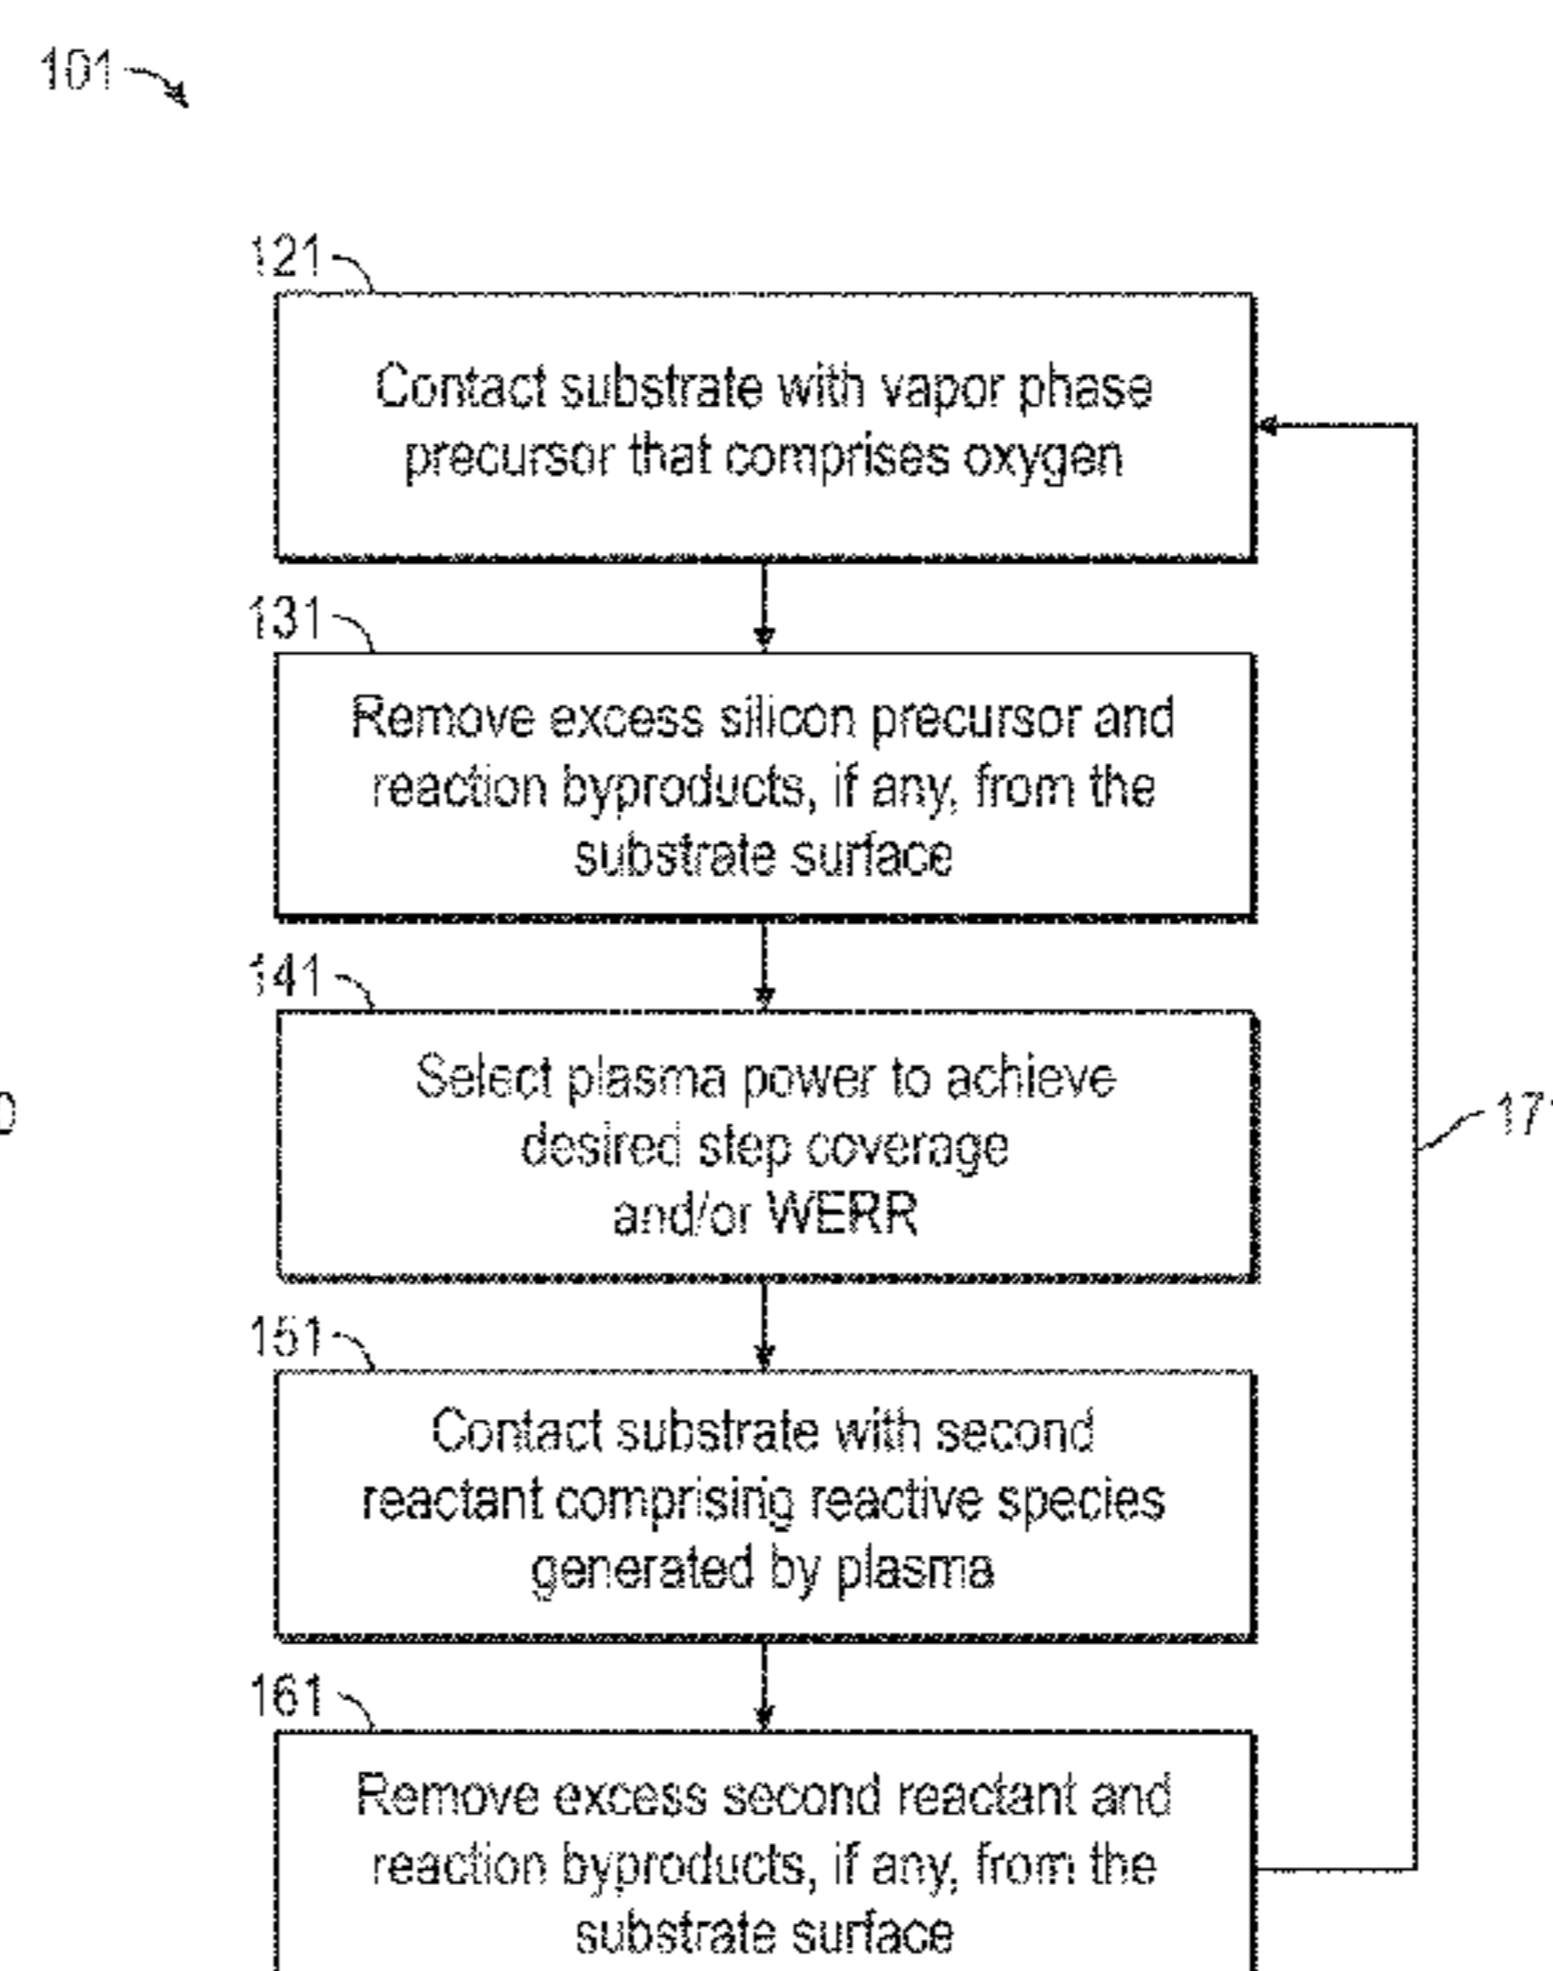 101
121
Contact substrate with vapor phase
precursor that comprises oxygen
131
Remove excess silicon precursor and
reaction byproducts, if any, from the
substrate surface
141
Select plasma power to achieve
desired step coverage
and/or WERR
151
Contact substrate with second
reactant comprising reactive species
generated by plasma
161
Remove excess second reactant and
reaction byproducts, if any, from the
substrate surface